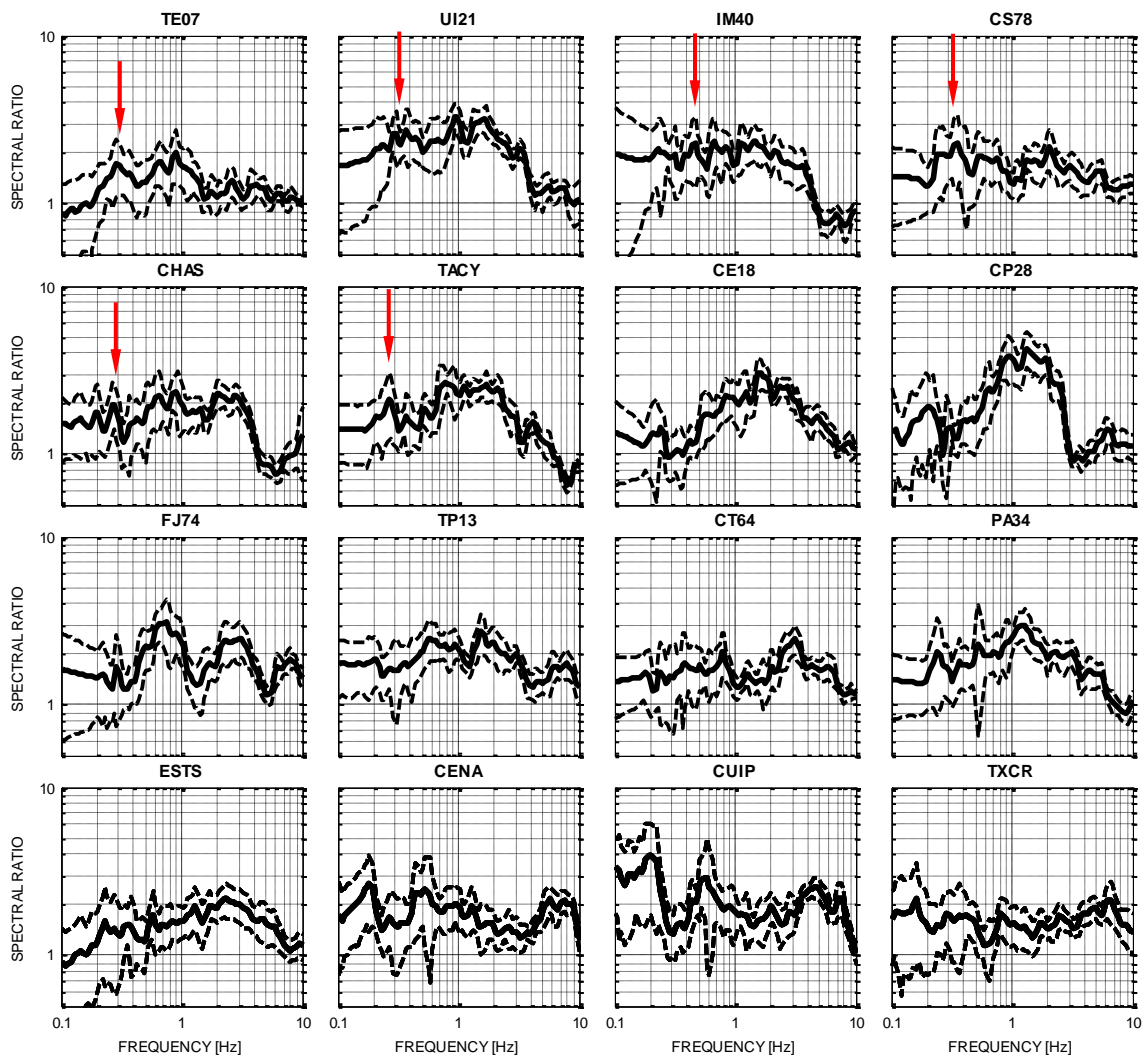 TE07 UI21 IM40 CS78
10
SPECTRAL RATIO
1
CHAS TACY CE18 CP28
10
SPECTRAL RATIO
1
FJ74 TP13 CT64 PA34
10
SPECTRAL RATIO
1
ESTS CENA CUIP TXCR
10
SPECTRAL RATIO
1
0.1 1 10 0.1 1 10 0.1 1 10 0.1 1 10
FREQUENCY [Hz] FREQUENCY [Hz] FREQUENCY [Hz] FREQUENCY [Hz]